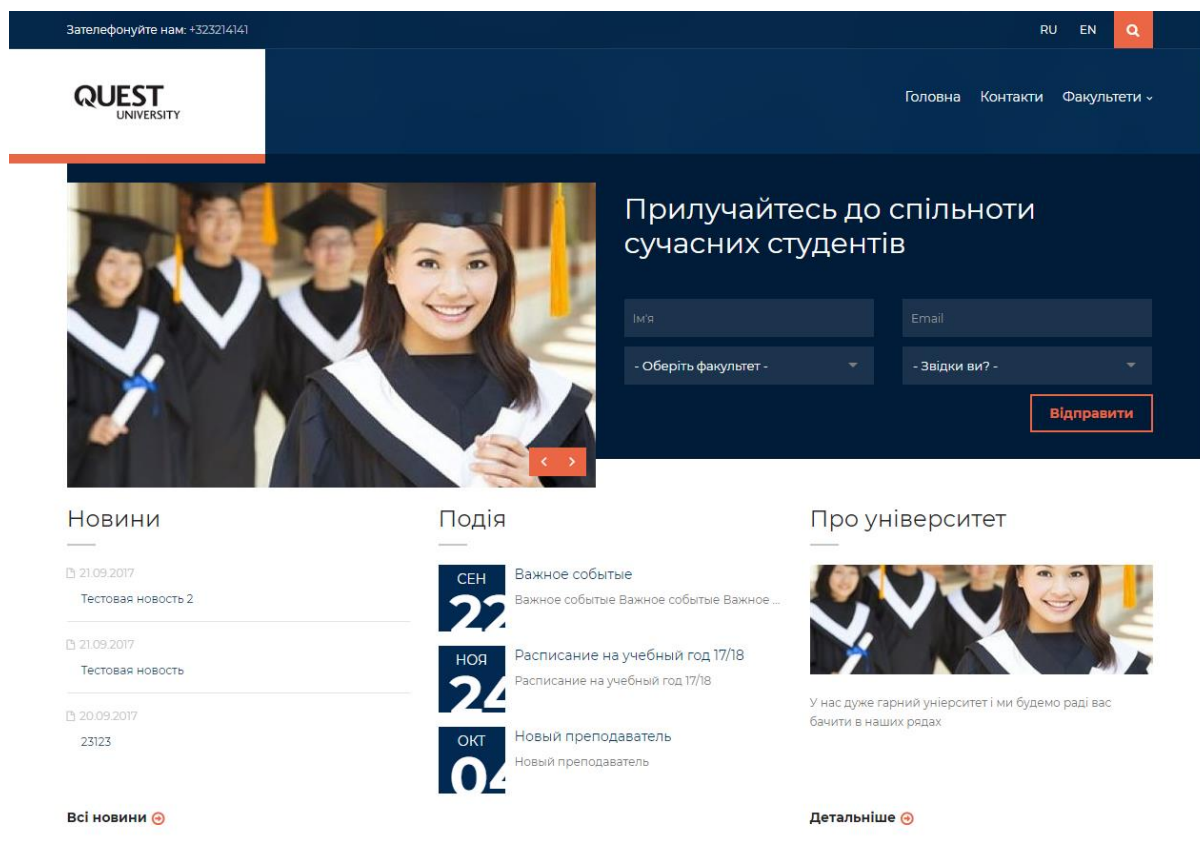 Зателефонуйте нам: +323214141
RU EN
QUEST
UNIVERSITY
Головна Контакти Факультети
Прилучайтесь до спільноти
сучасних студентів
Ім'я
Email
- Оберіть факультет -
- Звідки ви? -
Відправити
Новини
21.09.2017
Тестовая новость 2
21.09.2017
Тестовая новость
20.09.2017
23123
Всі новини
Подія
СЕН
22
Важное событые
Важное событые Важное событые Важное ...
НОЯ
24
Расписание на учебный год 17/18
Расписание на учебный год 17/18
ОКТ
04
Новый преподаватель
Новый преподаватель
Про університет
У нас дуже гарний уніерситет і ми будемо раді вас
бачити в наших рядах
Детальніше